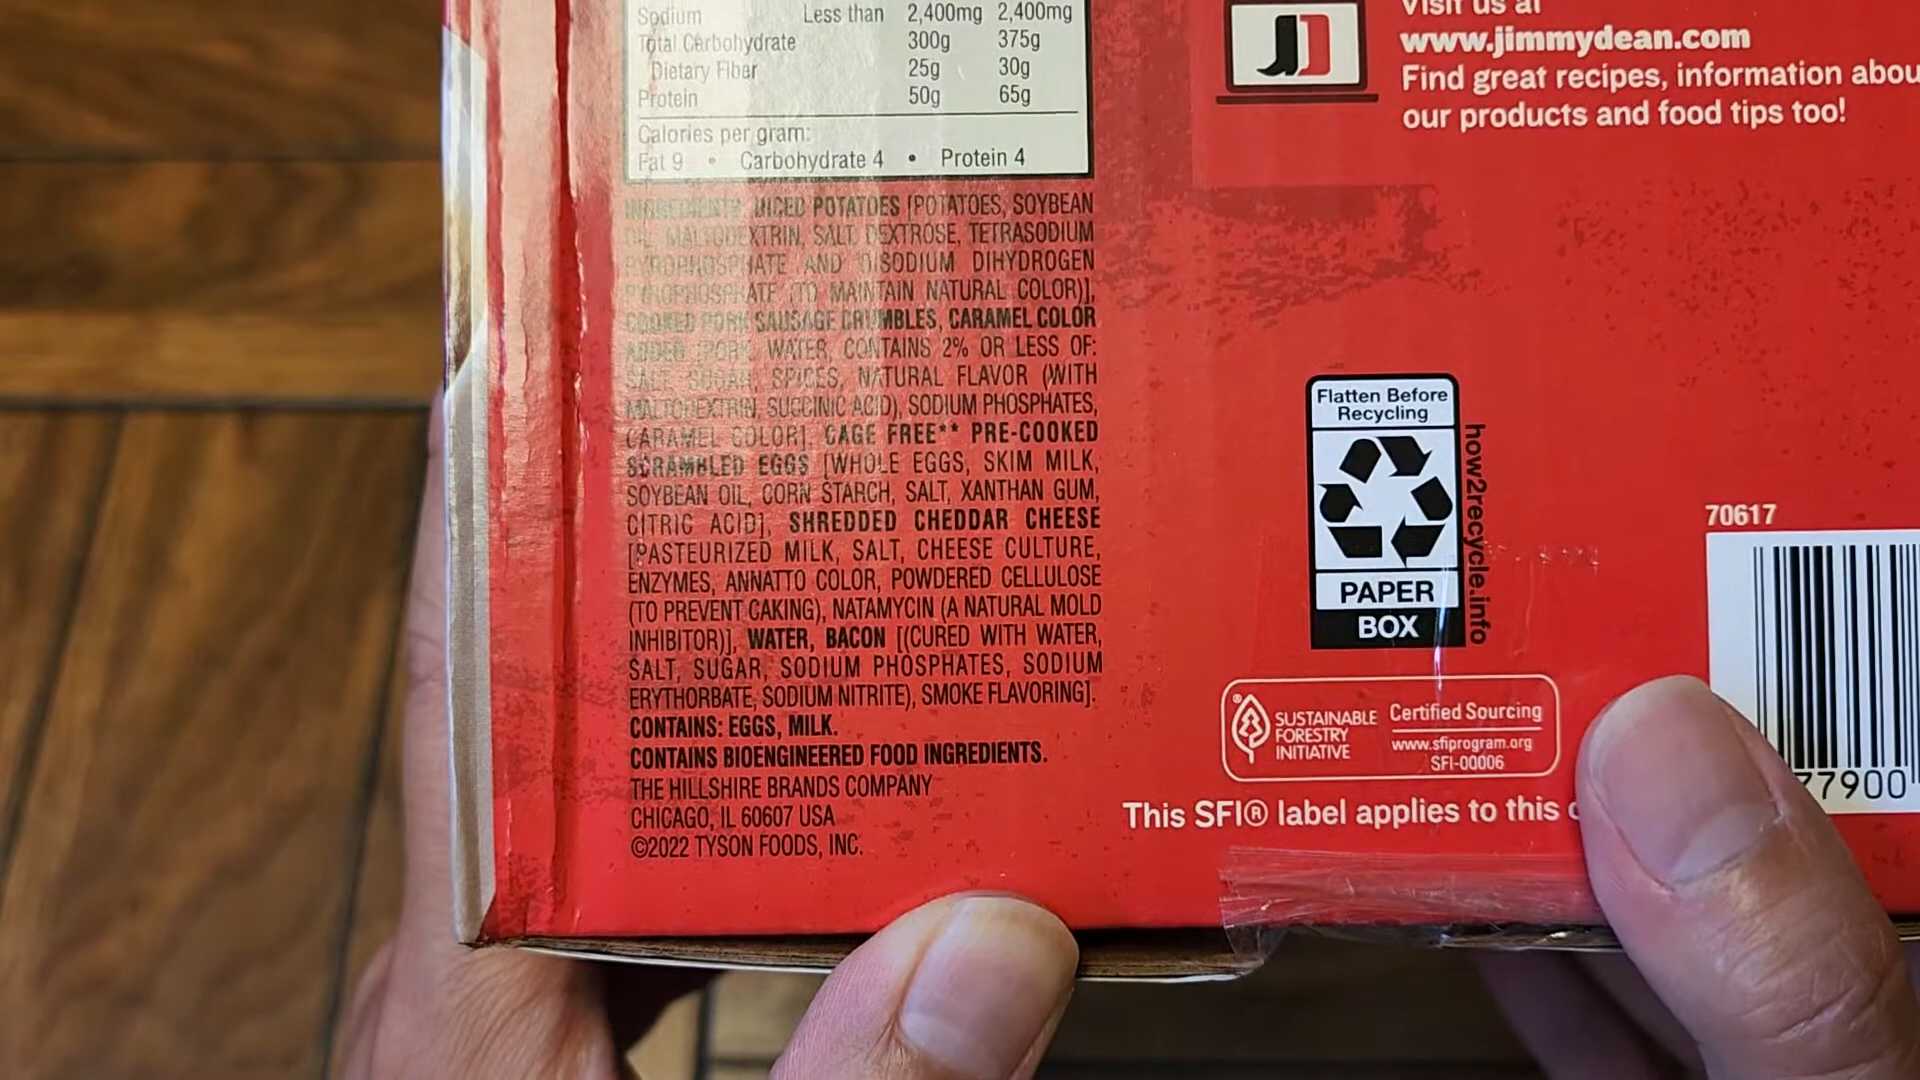 Sodium Less than 2,400mg 2,400mg
Total Carbohydrate 300g 375g
Dietary Fiber 25g 30g
Protein 50g 65g
Calories per gram:
Fat 9 • Carbohydrate 4 • Protein 4
INGREDIENTS: DICED POTATOES [POTATOES, SOYBEAN
OIL, MALTODEXTRIN, SALT, DEXTROSE, TETRASODIUM
PYROPHOSPHATE AND DISODIUM DIHYDROGEN
PYROPHOSPHATE (TO MAINTAIN NATURAL COLOR)],
COOKED PORK SAUSAGE CRUMBLES, CARAMEL COLOR
ADDED [PORK, WATER, CONTAINS 2% OR LESS OF:
SALT, SUGAR, SPICES, NATURAL FLAVOR (WITH
MALTODEXTRIN, SUCCINIC ACID), SODIUM PHOSPHATES,
CARAMEL COLOR], CAGE FREE** PRE-COOKED
SCRAMBLED EGGS [WHOLE EGGS, SKIM MILK,
SOYBEAN OIL, CORN STARCH, SALT, XANTHAN GUM,
CITRIC ACID], SHREDDED CHEDDAR CHEESE
[PASTEURIZED MILK, SALT, CHEESE CULTURE,
ENZYMES, ANNATTO COLOR, POWDERED CELLULOSE
(TO PREVENT CAKING), NATAMYCIN (A NATURAL MOLD
INHIBITOR)], WATER, BACON [(CURED WITH WATER,
SALT, SUGAR, SODIUM PHOSPHATES, SODIUM
ERYTHORBATE, SODIUM NITRITE), SMOKE FLAVORING].
CONTAINS: EGGS, MILK.
CONTAINS BIOENGINEERED FOOD INGREDIENTS.
THE HILLSHIRE BRANDS COMPANY
CHICAGO, IL 60607 USA
©2022 TYSON FOODS, INC.
JD
Visit us at
www.jimmydean.com
Find great recipes, information abou
our products and food tips too!
Flatten Before
Recycling
PAPER
BOX
how2recycle.info
70617
77900
SUSTAINABLE
FORESTRY
INITIATIVE
Certified Sourcing
www.sfiprogram.org
SFI-00006
This SFI® label applies to this